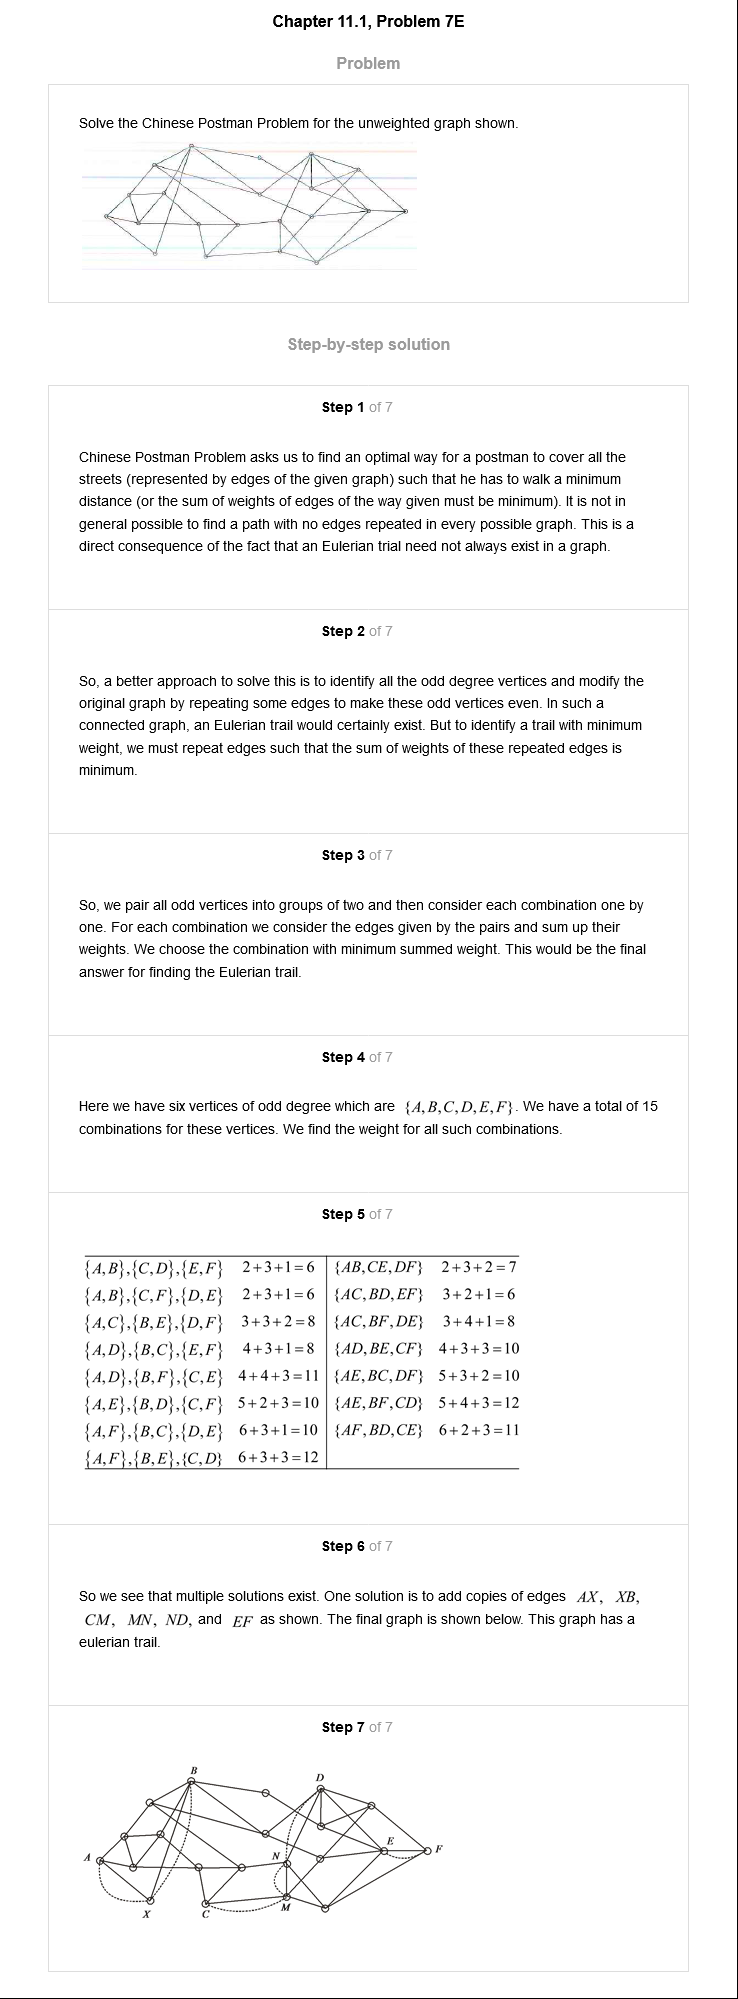 Chapter 11.1, Problem 7E
Problem
Solve the Chinese Postman Problem for the unweighted graph shown.
Step-by-step solution
Step 1 of 7
Chinese Postman Problem asks us to find an optimal way for a postman to cover all the
streets (represented by edges of the given graph) such that he has to walk a minimum
distance (or the sum of weights of edges of the way given must be minimum). It is not in
general possible to find a path with no edges repeated in every possible graph. This is a
direct consequence of the fact that an Eulerian trial need not always exist in a graph.
Step 2 of 7
So, a better approach to solve this is to identify all the odd degree vertices and modify the
original graph by repeating some edges to make these odd vertices even. In such a
connected graph, an Eulerian trail would certainly exist. But to identify a trail with minimum
weight, we must repeat edges such that the sum of weights of these repeated edges is
minimum.
Step 3 of 7
So, we pair all odd vertices into groups of two and then consider each combination one by
one. For each combination we consider the edges given by the pairs and sum up their
weights. We choose the combination with minimum summed weight. This would be the final
answer for finding the Eulerian trail.
Step 4 of 7
Here we have six vertices of odd degree which are {A,B,C,D,E,F}. We have a total of 15
combinations for these vertices. We find the weight for all such combinations.
Step 5 of 7
{A,B},{C,D},{E,F} 2+3+1=6 {AB,CE,DF} 2+3+2=7
{A,B},{C,F},{D,E} 2+3+1=6 {AC,BD,EF} 3+2+1=6
{A,C},{B,E},{D,F} 3+3+2=8 {AC,BF,DE} 3+4+1=8
{A,D},{B,C},{E,F} 4+3+1=8 {AD,BE,CF} 4+3+3=10
{A,D},{B,F},{C,E} 4+4+3=11 {AE,BC,DF} 5+3+2=10
{A,E},{B,D},{C,F} 5+2+3=10 {AE,BF,CD} 5+4+3=12
{A,F},{B,C},{D,E} 6+3+1=10 {AF,BD,CE} 6+2+3=11
{A,F},{B,E},{C,D} 6+3+3=12
Step 6 of 7
So we see that multiple solutions exist. One solution is to add copies of edges AX, XB,
CM, MN, ND, and EF as shown. The final graph is shown below. This graph has a
eulerian trail.
Step 7 of 7
B
D
E
F
A
N
X
C
M